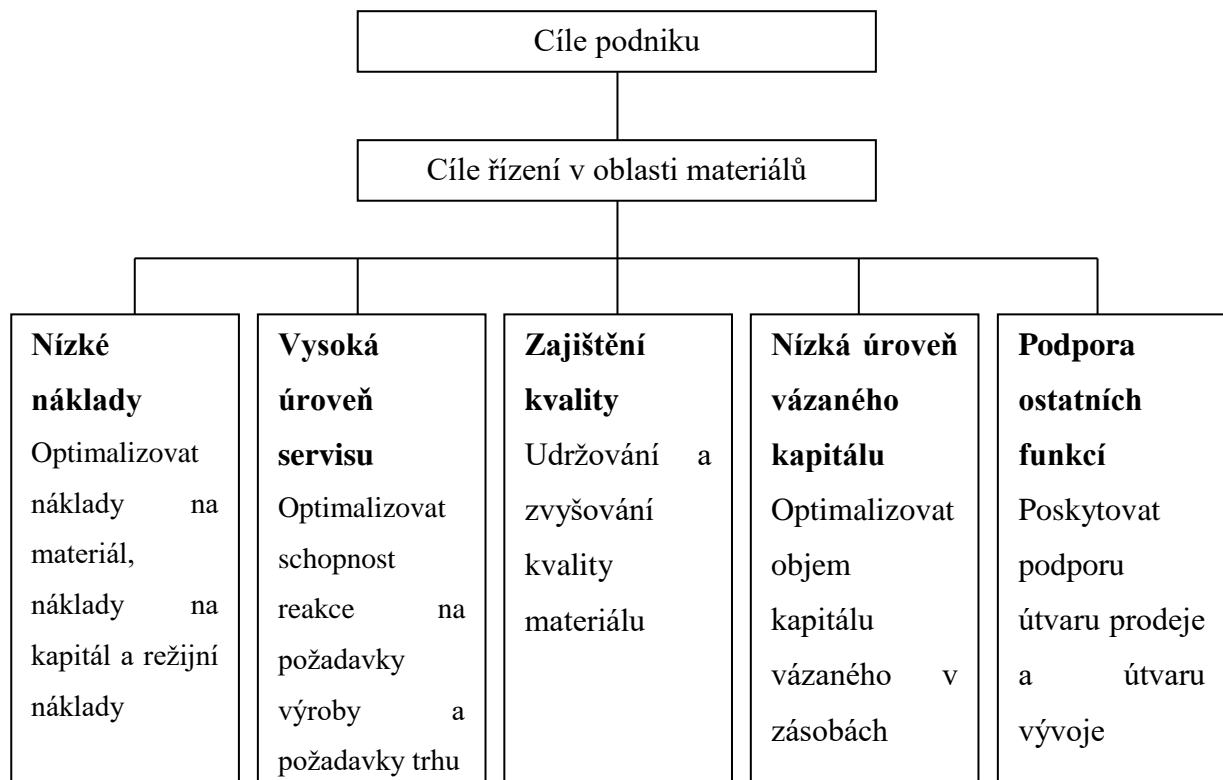 Cíle podniku
Cíle řízení v oblasti materiálů
Nízké
náklady
Optimalizovat
náklady na
materiál,
náklady na
kapitál a režijní
náklady
Vysoká
úroveň
servisu
Optimalizovat
schopnost
reakce na
požadavky
výroby a
požadavky trhu
Zajištění
kvality
Udržování a
zvyšování
kvality
materiálu
Nízká úroveň
vázaného
kapitálu
Optimalizovat
objem
kapitálu
vázaného v
zásobách
Podpora
ostatních
funkcí
Poskytovat
podporu
útvaru prodeje
a útvaru
vývoje